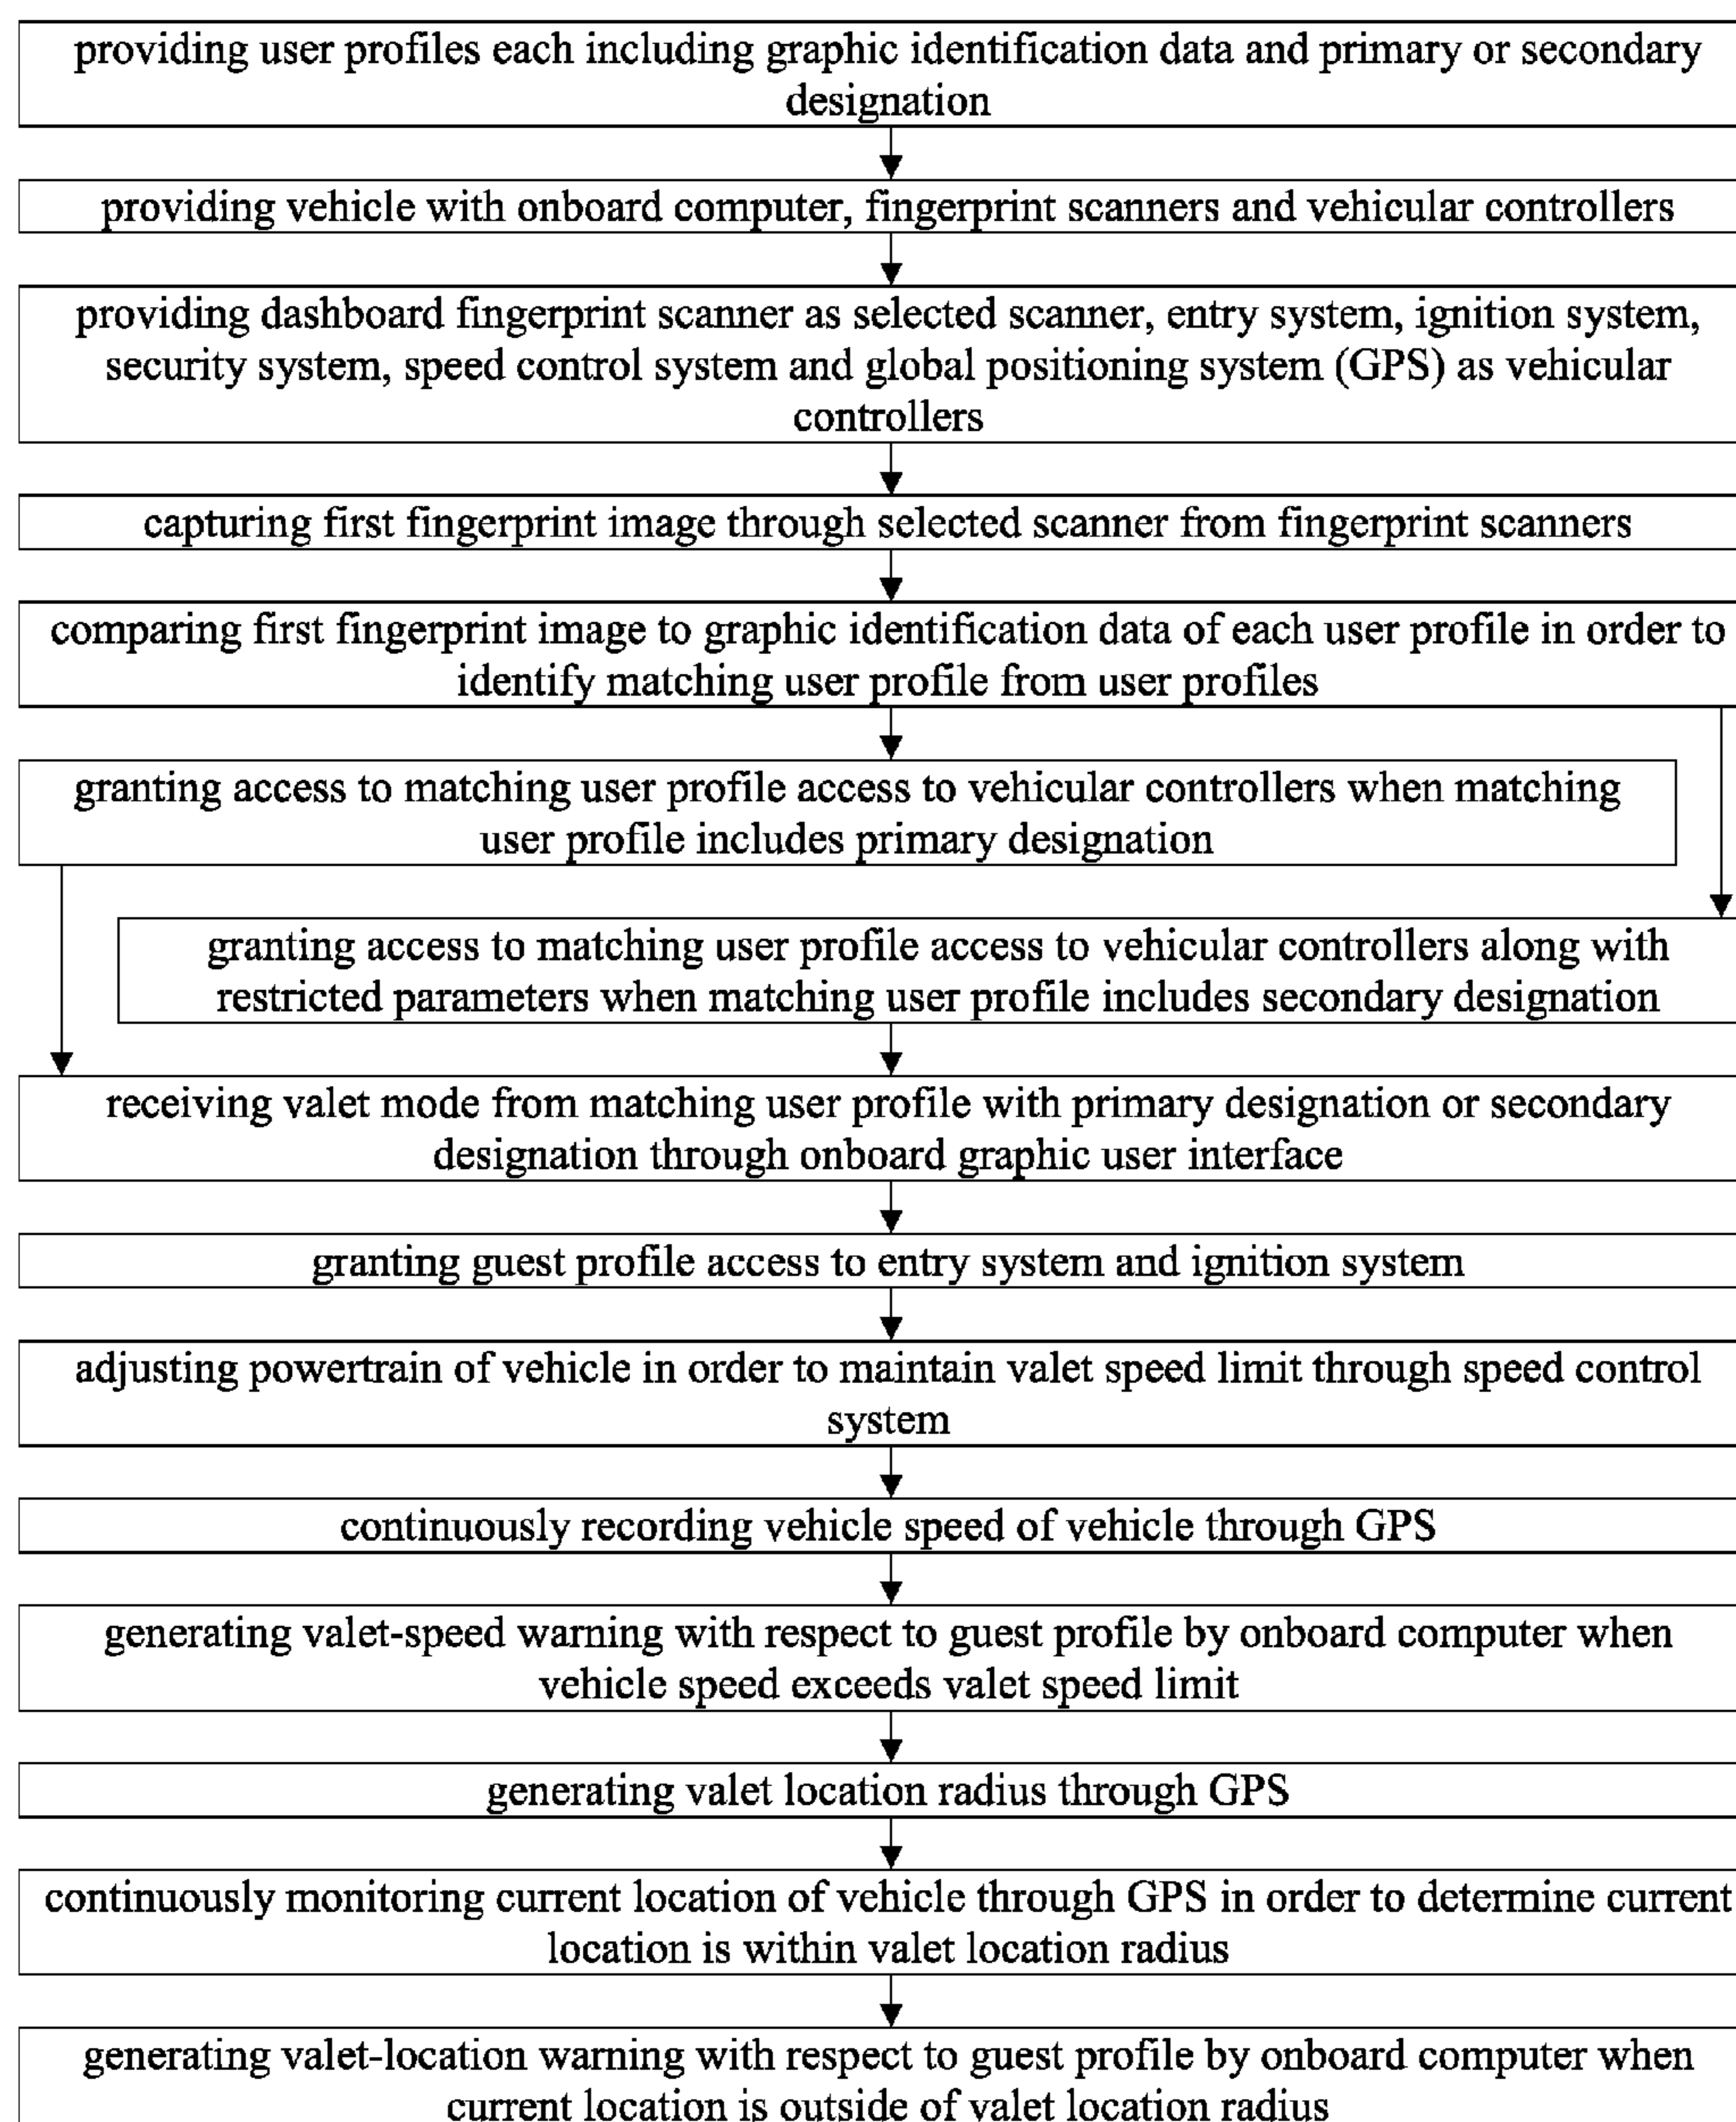 providing user profiles each including graphic identification data and primary or secondary
designation
providing vehicle with onboard computer, fingerprint scanners and vehicular controllers
providing dashboard fingerprint scanner as selected scanner, entry system, ignition system,
security system, speed control system and global positioning system (GPS) as vehicular
controllers
capturing first fingerprint image through selected scanner from fingerprint scanners
comparing first fingerprint image to graphic identification data of each user profile in order to
identify matching user profile from user profiles
granting access to matching user profile access to vehicular controllers when matching
user profile includes primary designation
granting access to matching user profile access to vehicular controllers along with
restricted parameters when matching user profile includes secondary designation
receiving valet mode from matching user profile with primary designation or secondary
designation through onboard graphic user interface
granting guest profile access to entry system and ignition system
adjusting powertrain of vehicle in order to maintain valet speed limit through speed control
system
continuously recording vehicle speed of vehicle through GPS
generating valet-speed warning with respect to guest profile by onboard computer when
vehicle speed exceeds valet speed limit
generating valet location radius through GPS
continuously monitoring current location of vehicle through GPS in order to determine current
location is within valet location radius
generating valet-location warning with respect to guest profile by onboard computer when
current location is outside of valet location radius